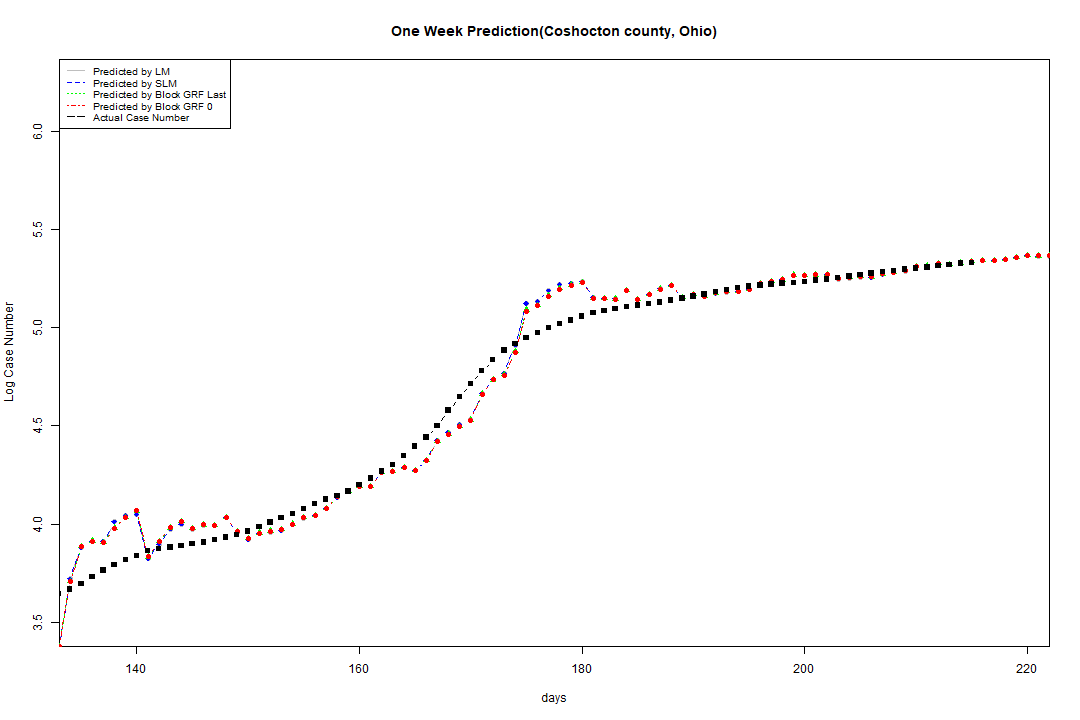 One Week Prediction(Coshocton county, Ohio)
Predicted by LM
Predicted by SLM
Predicted by Block GRF Last
Predicted by Block GRF 0
Actual Case Number
6.0
5.5
5.0
4.5
4.0
3.5
Log Case Number
140 160 180 200 220
days